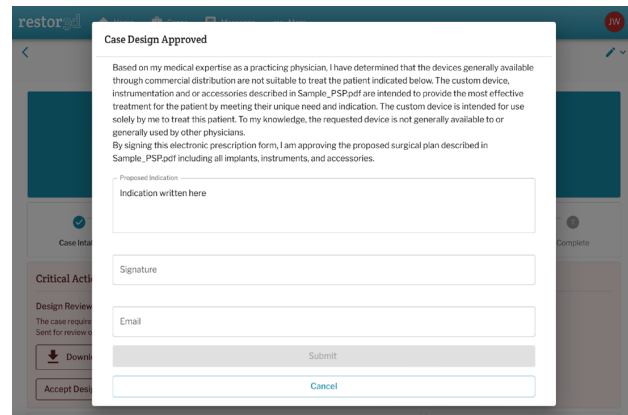 restor3d
JW
Case Design Approved
Based on my medical expertise as a practicing physician, I have determined that the devices generally available
through commercial distribution are not suitable to treat the patient indicated below. The custom device,
instrumentation and or accessories described in Sample_PSP.pdf are intended to provide the most effective
treatment for the patient by meeting their unique need and indication. The custom device is intended for use
solely by me to treat this patient. To my knowledge, the requested device is not generally available to or
generally used by other physicians.
By signing this electronic prescription form, I am approving the proposed surgical plan described in
Sample_PSP.pdf including all implants, instruments, and accessories.
Proposed Indication
Indication written here
Case Inta
Complete
Signature
Critical Acti
Design Review
The case require
Sent for review o
Email
Downl
Submit
Accept Desi
Cancel